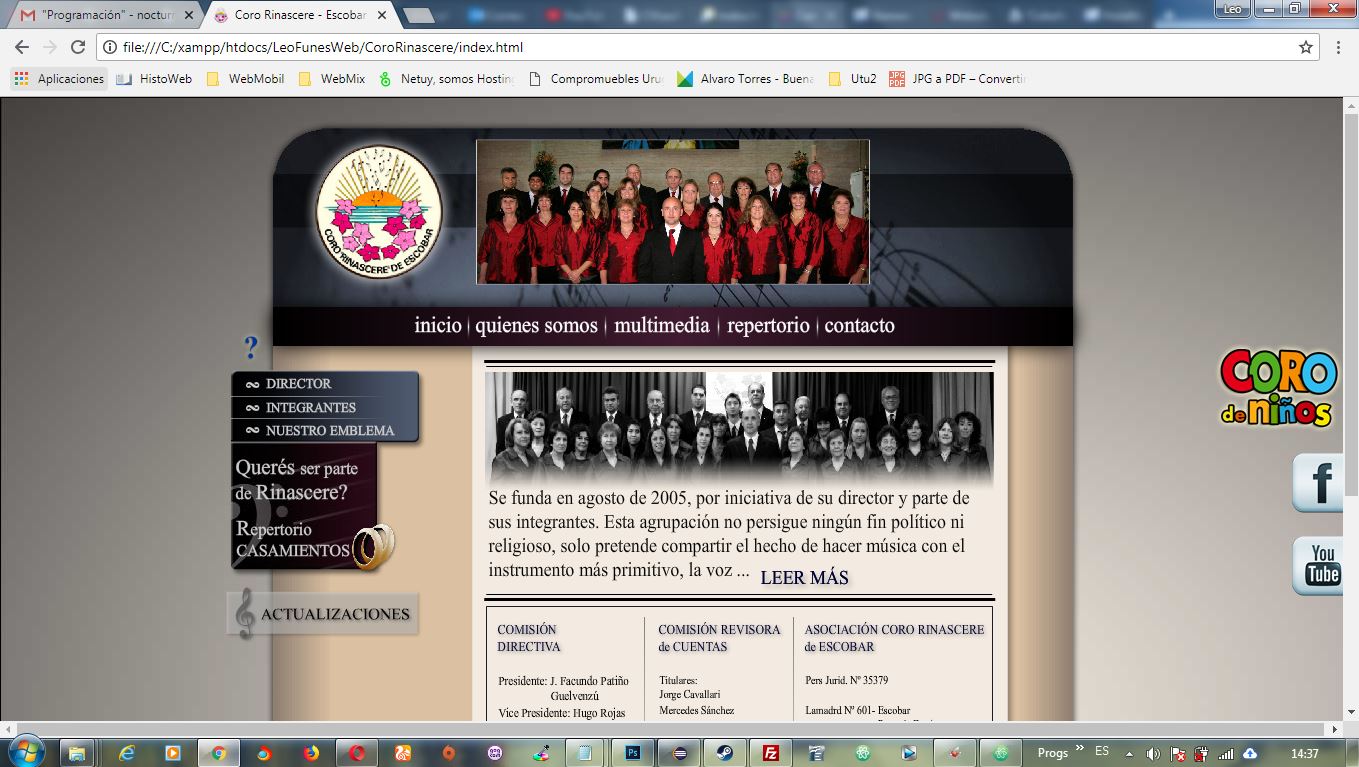 "Programación" - nocturn
Coro Rinascere - Escobar
Leo
file:///C:/xampp/htdocs/LeoFunesWeb/CoroRinascere/index.html
Aplicaciones HistoWeb WebMobil WebMix Netuy, somos Hosting Compromuebles Uru Alvaro Torres - Buena Utu2 JPG a PDF – Convertir
CORO RINASCERE DE ESCOBAR
inicio quienes somos multimedia repertorio contacto
?
DIRECTOR
INTEGRANTES
NUESTRO EMBLEMA
Querés ser parte
de Rinascere?
Repertorio
CASAMIENTOS
ACTUALIZACIONES
Se funda en agosto de 2005, por iniciativa de su director y parte de
sus integrantes. Esta agrupación no persigue ningún fin político ni
religioso, solo pretende compartir el hecho de hacer música con el
instrumento más primitivo, la voz ... LEER MÁS
COMISIÓN
DIRECTIVA
Presidente: J. Facundo Patiño
Guelvenzú
Vice Presidente: Hugo Rojas
COMISIÓN REVISORA
de CUENTAS
Titulares:
Jorge Cavallari
Mercedes Sánchez
ASOCIACIÓN CORO RINASCERE
de ESCOBAR
Pers Jurid. Nº 35379
Lamadrd Nº 601- Escobar
CORO
de niños
f
You
Tube
Ps
Fz
Progs » ES 14:37